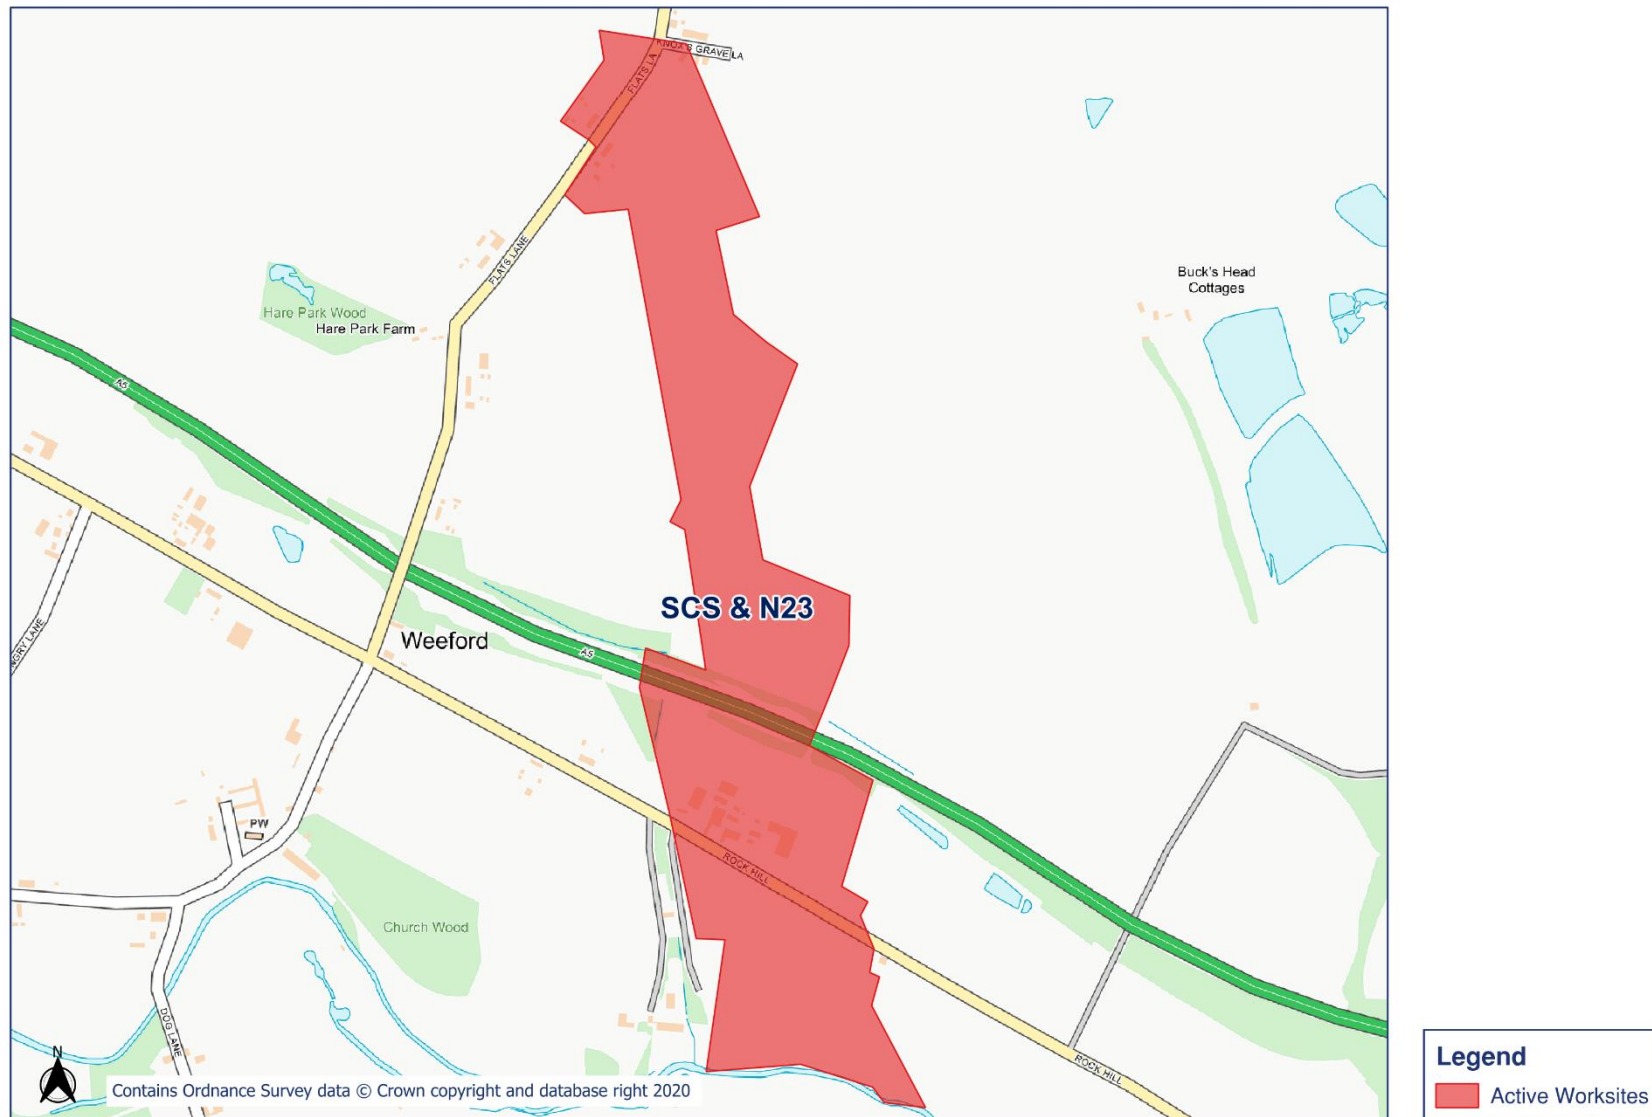 KNOX'S GRAVE LA
FLATS LA
FLATS LANE
Buck's Head
Cottages
Hare Park Wood
Hare Park Farm
A5
SCS & N23
Weeford
A5
PW
ROCK HILL
Church Wood
DOG LANE
ROCK HILL
N
Contains Ordnance Survey data © Crown copyright and database right 2020
Legend
Active Worksites